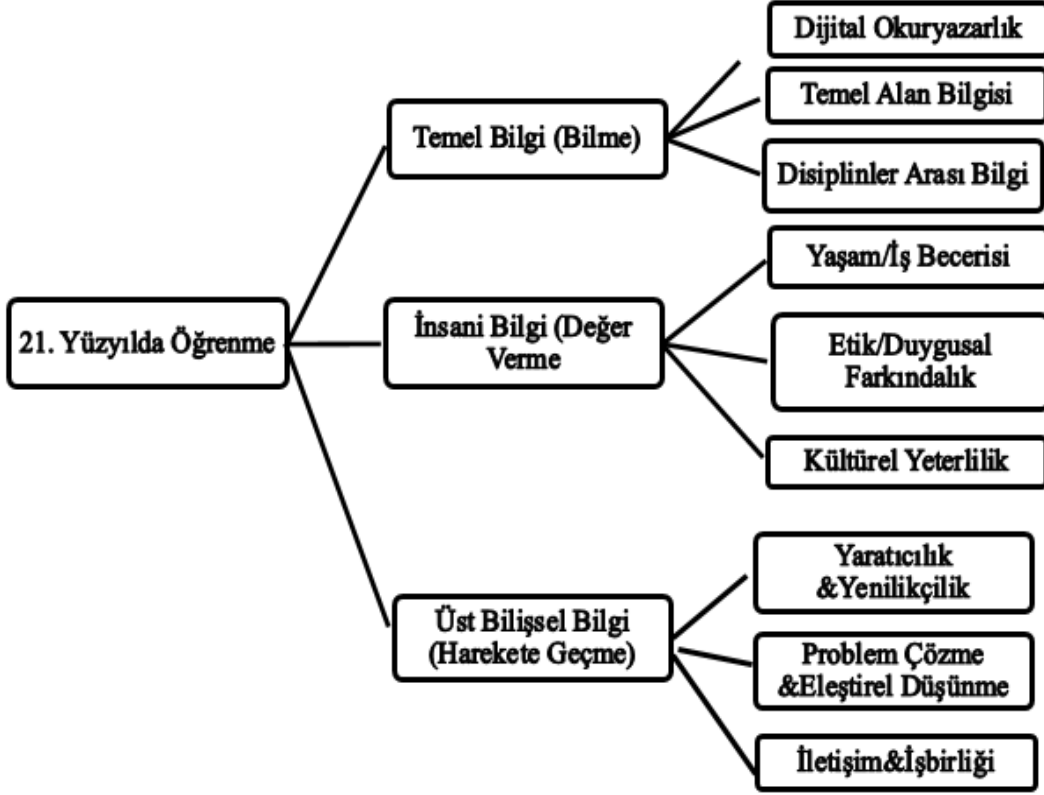 21. Yüzyılda Öğrenme
Temel Bilgi (Bilme)
Dijital Okuryazarlık
Temel Alan Bilgisi
Disiplinler Arası Bilgi
İnsani Bilgi (Değer
Verme
Yaşam/İş Becerisi
Etik/Duygusal
Farkındalık
Kültürel Yeterlilik
Üst Bilişsel Bilgi
(Harekete Geçme)
Yaratıcılık
&Yenilikçilik
Problem Çözme
&Eleştirel Düşünme
İletişim&İşbirliği